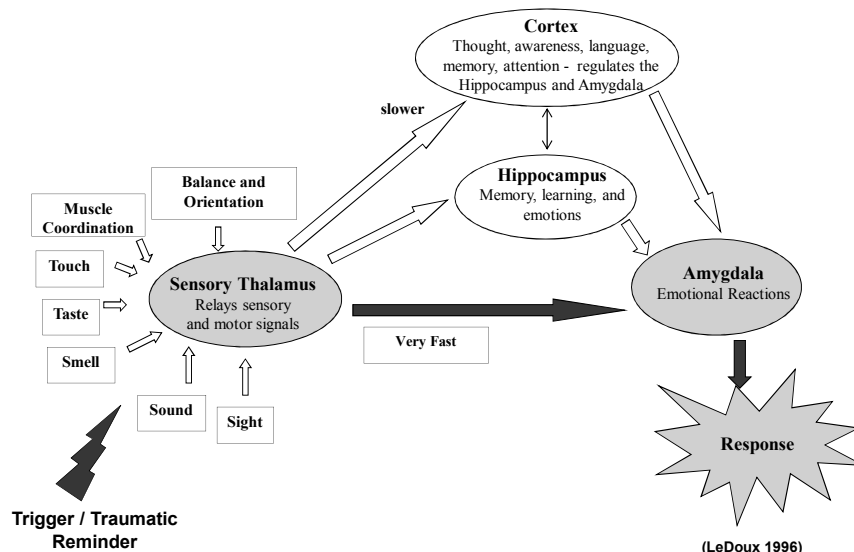 Cortex
Thought, awareness, language,
memory, attention - regulates the
Hippocampus and Amygdala
slower
Hippocampus
Memory, learning, and
emotions
Balance and
Orientation
Muscle
Coordination
Touch
Taste
Smell
Sound
Sight
Sensory Thalamus
Relays sensory
and motor signals
Very Fast
Amygdala
Emotional Reactions
Response
Trigger / Traumatic
Reminder
(LeDoux 1996)